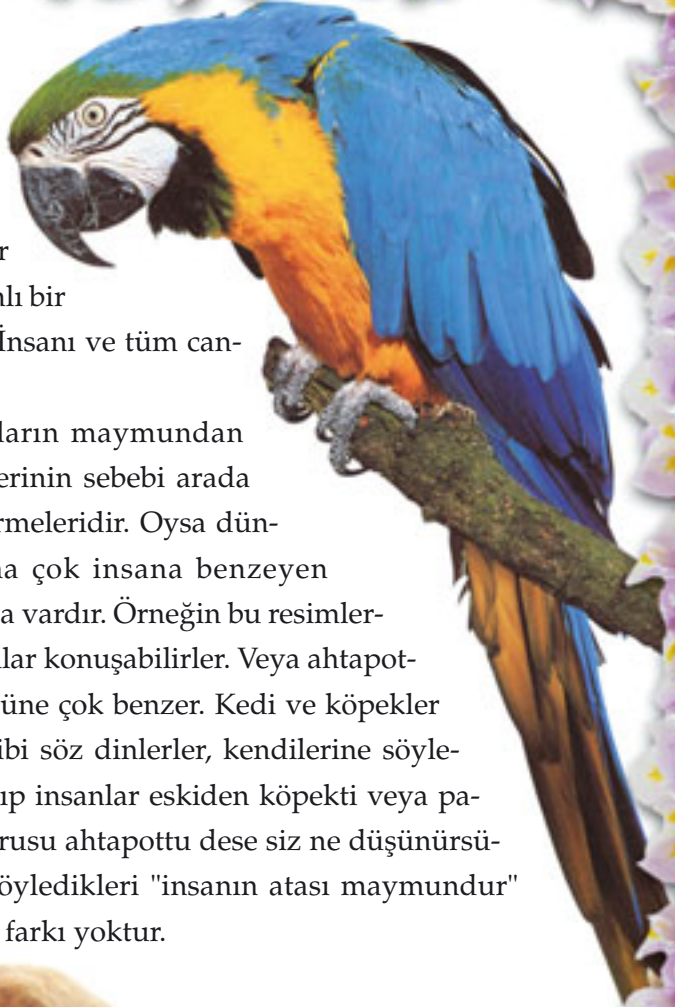 r
lı bir
İnsanı ve tüm can-
ların maymundan
erinin sebebi arada
rmeleridir. Oysa dün-
a çok insana benzeyen
a vardır. Örneğin bu resimler-
lar konuşabilirler. Veya ahtapot-
üne çok benzer. Kedi ve köpekler
ibi söz dinlerler, kendilerine söyle-
ıp insanlar eskiden köpekti veya pa-
rusu ahtapottu dese siz ne düşünürsü-
öyledikleri "insanın atası maymundur"
farkı yoktur.